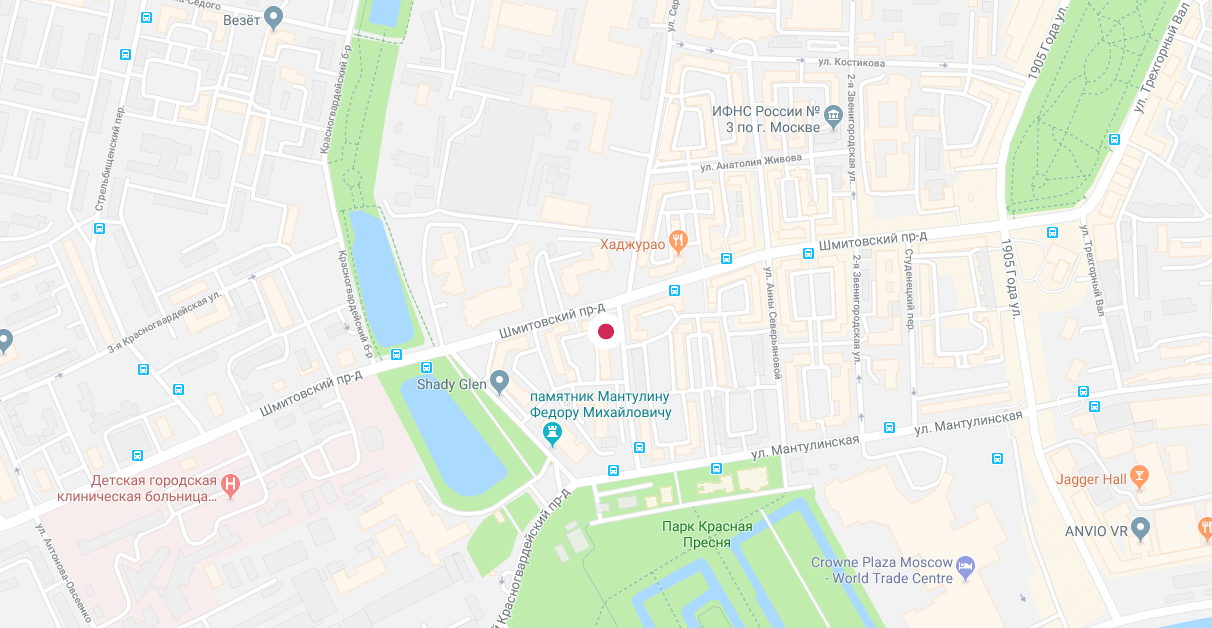 -Седого
Везёт
Красногвардейский б-р
Стрельбищенский пер.
ул. Сер
ул. Костикова
1905 Года ул.
ул. Трехгорный Вал
ИФНС России №
3 по г. Москве
2-я Звенигородская ул.
ул. Анатолия Живова
Хаджурао
Шмитовский пр-д
Красногвардейский б-р
3-я Красногвардейская ул.
ул. Анны Северьяновой
2-я Звенигородская ул.
Студенецкий пер.
1905 Года ул.
ул. Трехгорный Вал
Шмитовский пр-д
Shady Glen
Шмитовский пр-д
памятник Мантулину
Федору Михайловичу
ул. Мантулинская
ул. Мантулинская
Детская городская
клиническая больница...
Jagger Hall
ул. Антонова-Овсеенко
й Красногвардейский пр-д
Парк Красная
Пресня
ANVIO VR
Crowne Plaza Moscow
- World Trade Centre